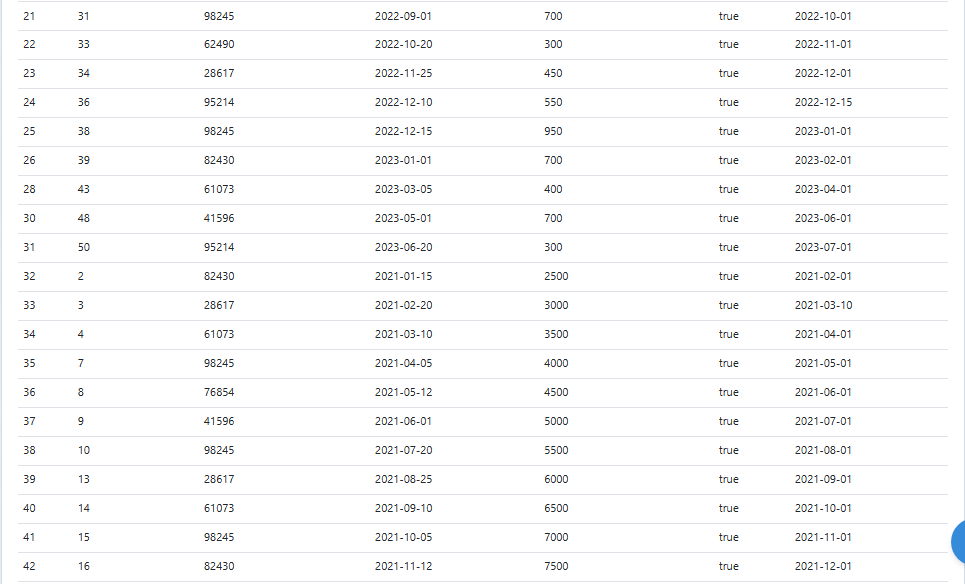 21 31 98245 2022-09-01 700 true 2022-10-01
22 33 62490 2022-10-20 300 true 2022-11-01
23 34 28617 2022-11-25 450 true 2022-12-01
24 36 95214 2022-12-10 550 true 2022-12-15
25 38 98245 2022-12-15 950 true 2023-01-01
26 39 82430 2023-01-01 700 true 2023-02-01
28 43 61073 2023-03-05 400 true 2023-04-01
30 48 41596 2023-05-01 700 true 2023-06-01
31 50 95214 2023-06-20 300 true 2023-07-01
32 2 82430 2021-01-15 2500 true 2021-02-01
33 3 28617 2021-02-20 3000 true 2021-03-10
34 4 61073 2021-03-10 3500 true 2021-04-01
35 7 98245 2021-04-05 4000 true 2021-05-01
36 8 76854 2021-05-12 4500 true 2021-06-01
37 9 41596 2021-06-01 5000 true 2021-07-01
38 10 98245 2021-07-20 5500 true 2021-08-01
39 13 28617 2021-08-25 6000 true 2021-09-01
40 14 61073 2021-09-10 6500 true 2021-10-01
41 15 98245 2021-10-05 7000 true 2021-11-01
42 16 82430 2021-11-12 7500 true 2021-12-01